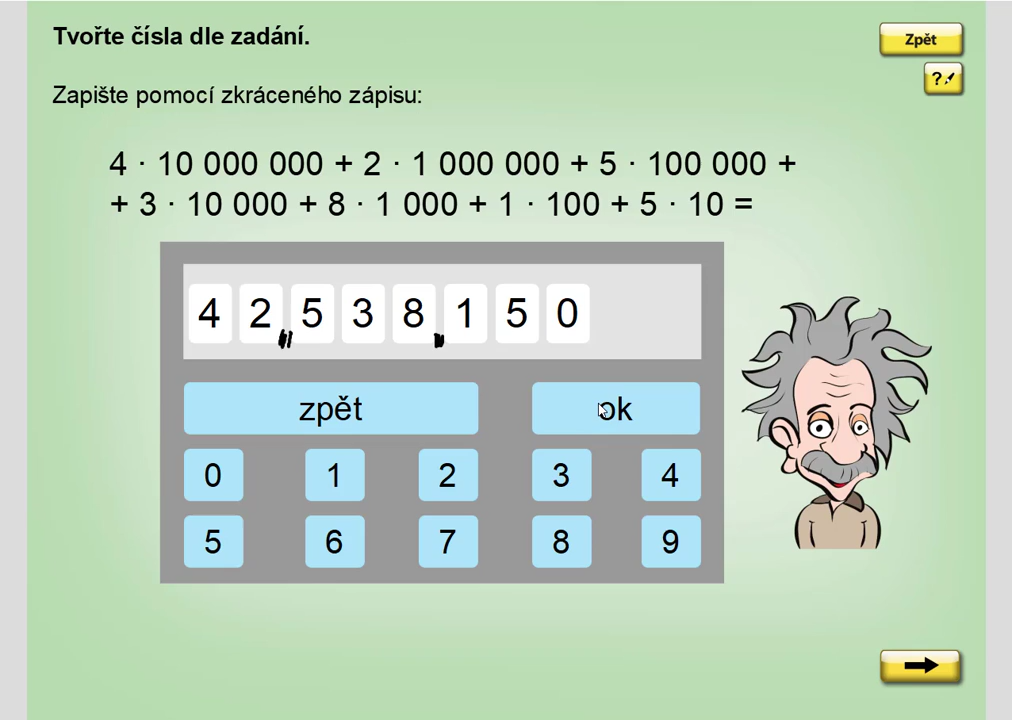 Tvořte čísla dle zadání.
Zpět
?
Zapište pomocí zkráceného zápisu:
4 · 10 000 000 + 2 · 1 000 000 + 5 · 100 000 +
+ 3 · 10 000 + 8 · 1 000 + 1 · 100 + 5 · 10 =
4 2 5 3 8 1 5 0
zpět ok
0 1 2 3 4
5 6 7 8 9